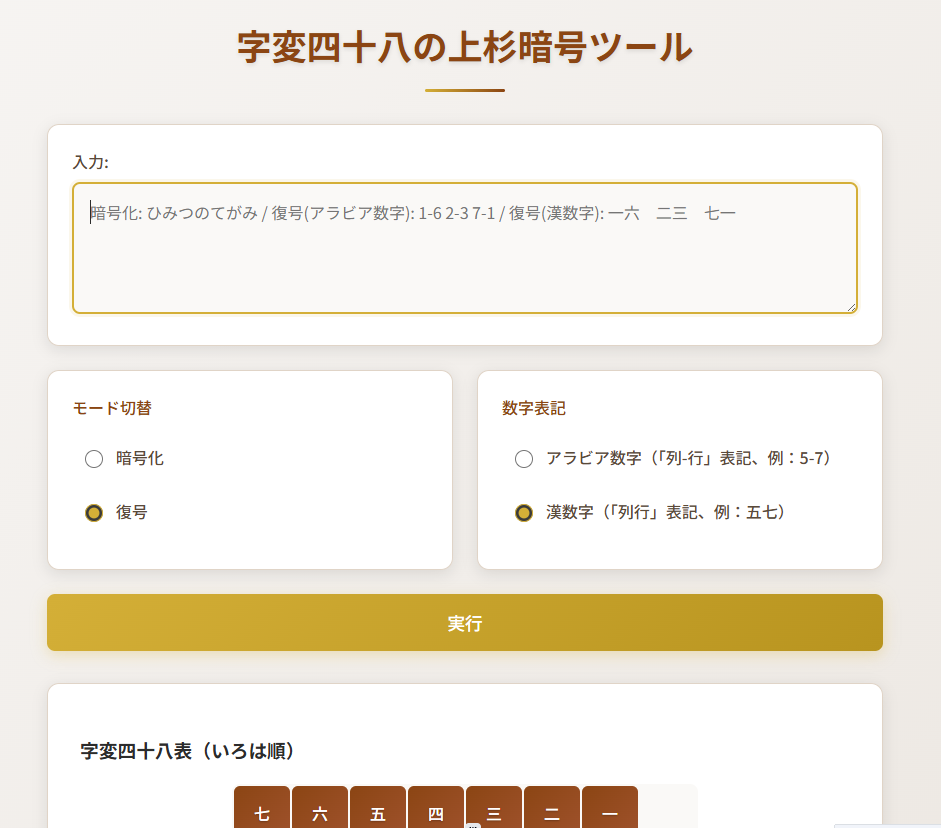 字変四十八の上杉暗号ツール
入力:
暗号化: ひみつのてがみ / 復号(アラビア数字): 1-6 2-3 7-1 / 復号(漢数字): 一六　二三　七一
モード切替
暗号化
復号
数字表記
アラビア数字（「列-行」表記、例：5-7）
漢数字（「列行」表記、例：五七）
実行
字変四十八表（いろは順）
七 六 五 四 三 二 一